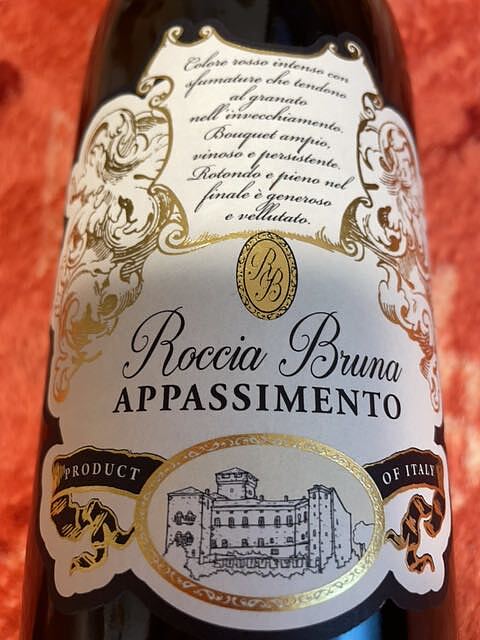 Colore rosso intenso con
sfumature che tendono
al granato
nell'invecchiamento.
Bouquet ampio,
vinoso e persistente.
Rotondo e pieno nel
finale è generoso
e vellutato.
RB
Roccia Bruna
APPASSIMENTO
PRODUCT OF ITALY